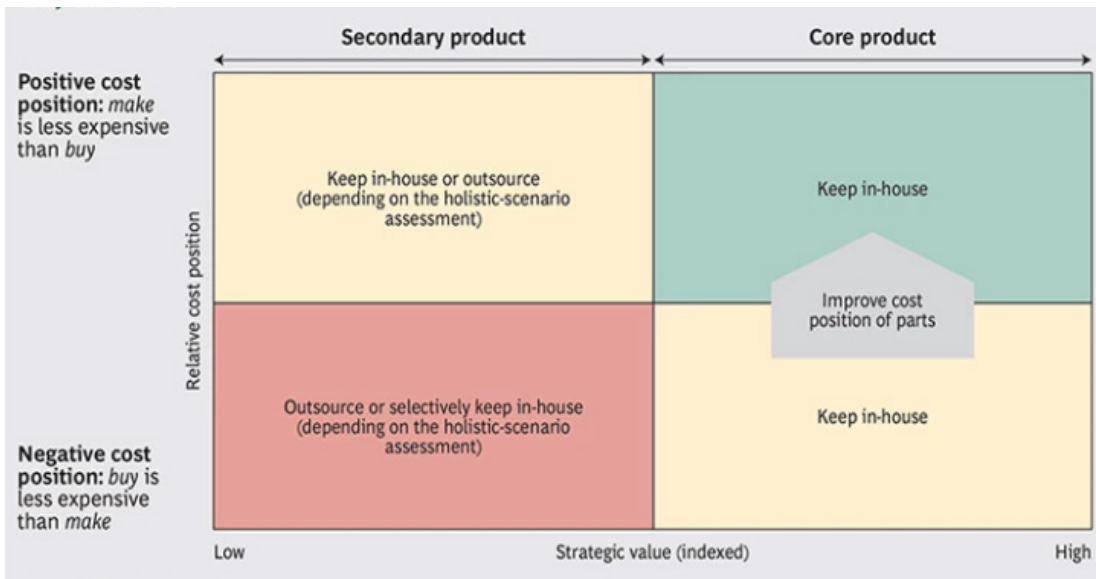 Secondary product
Core product
Positive cost
position: make
is less expensive
than buy
Keep in-house or outsource
(depending on the holistic-scenario
assessment)
Keep in-house
Relative cost position
Improve cost
position of parts
Outsource or selectively keep in-house
(depending on the holistic-scenario
assessment)
Keep in-house
Negative cost
position: buy is
less expensive
than make
Low
Strategic value (indexed)
High